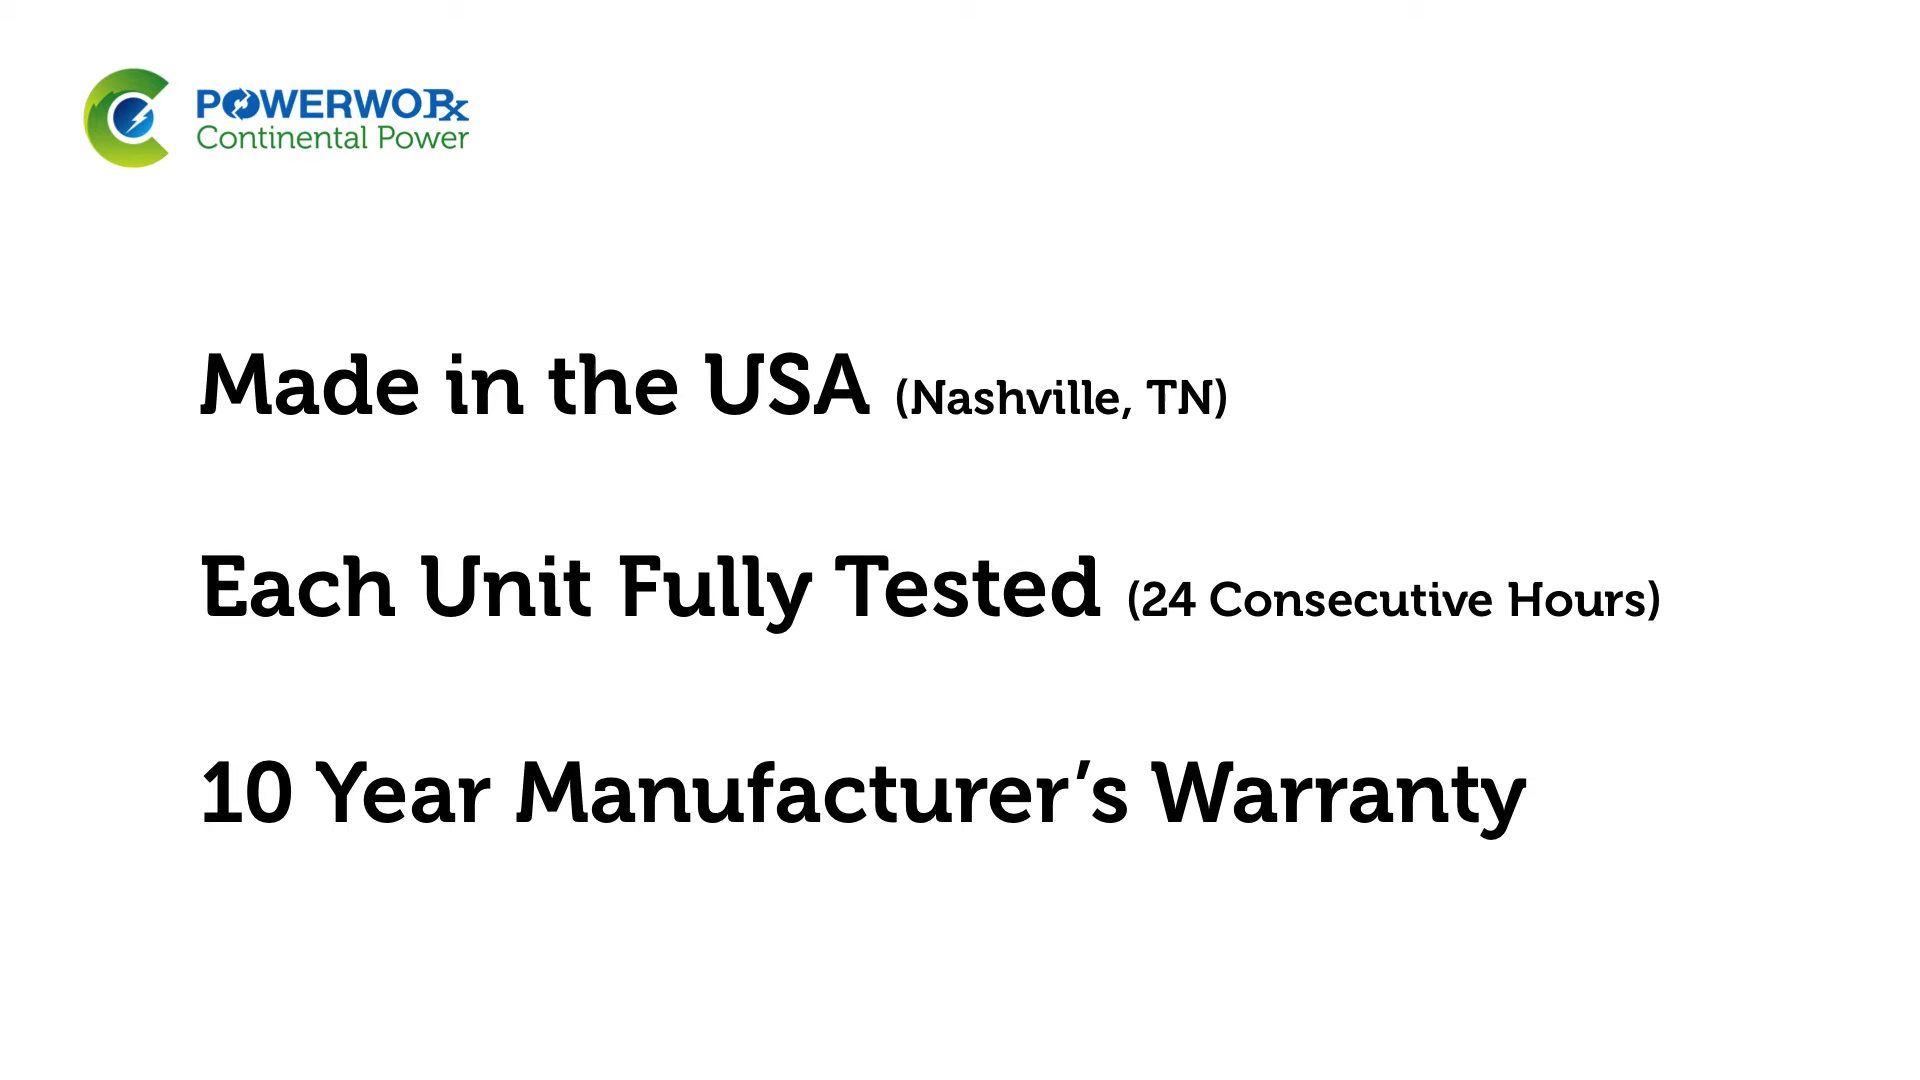 POWERWORx
Continental Power
Made in the USA (Nashville, TN)
Each Unit Fully Tested (24 Consecutive Hours)
10 Year Manufacturer’s Warranty